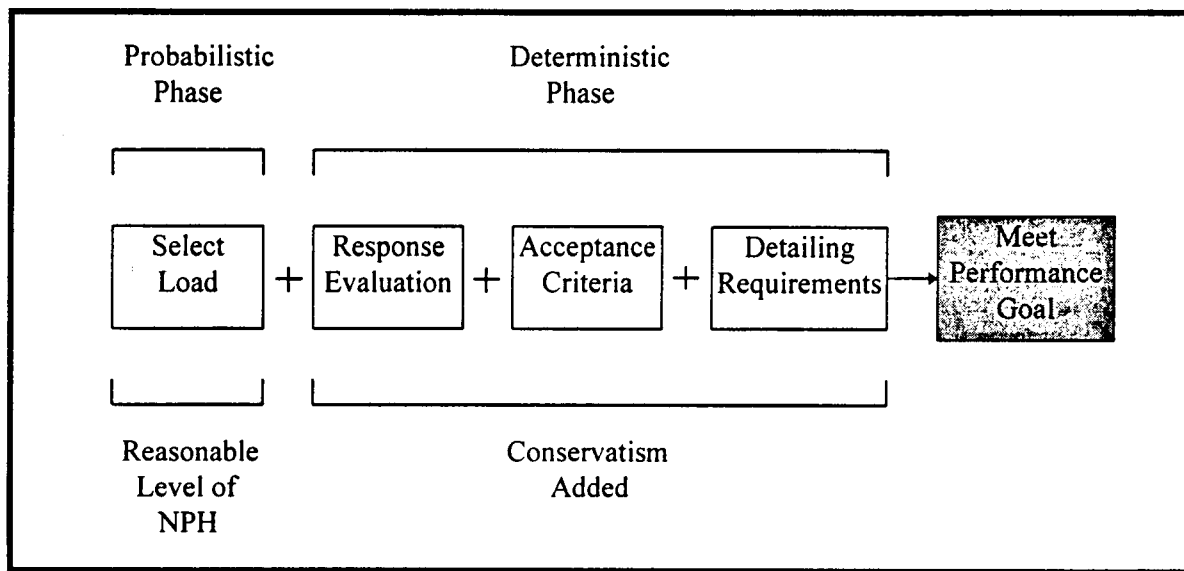 Probabilistic
Phase
Deterministic
Phase
Select
Load
+
Response
Evaluation
+
Acceptance
Criteria
+
Detailing
Requirements
Meet
Performance
Goal
Reasonable
Level of
NPH
Conservatism
Added